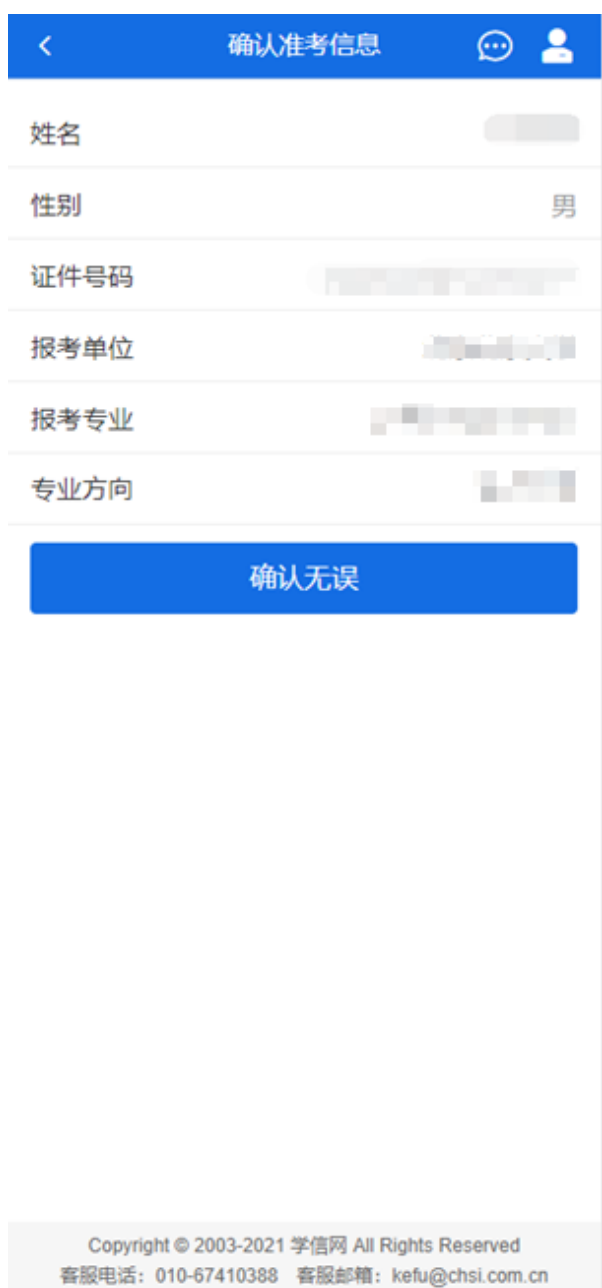 确认准考信息
姓名
性别 男
证件号码
报考单位
报考专业
专业方向
确认无误
Copyright © 2003-2021 学信网 All Rights Reserved
客服电话：010-67410388 客服邮箱：kefu@chsi.com.cn